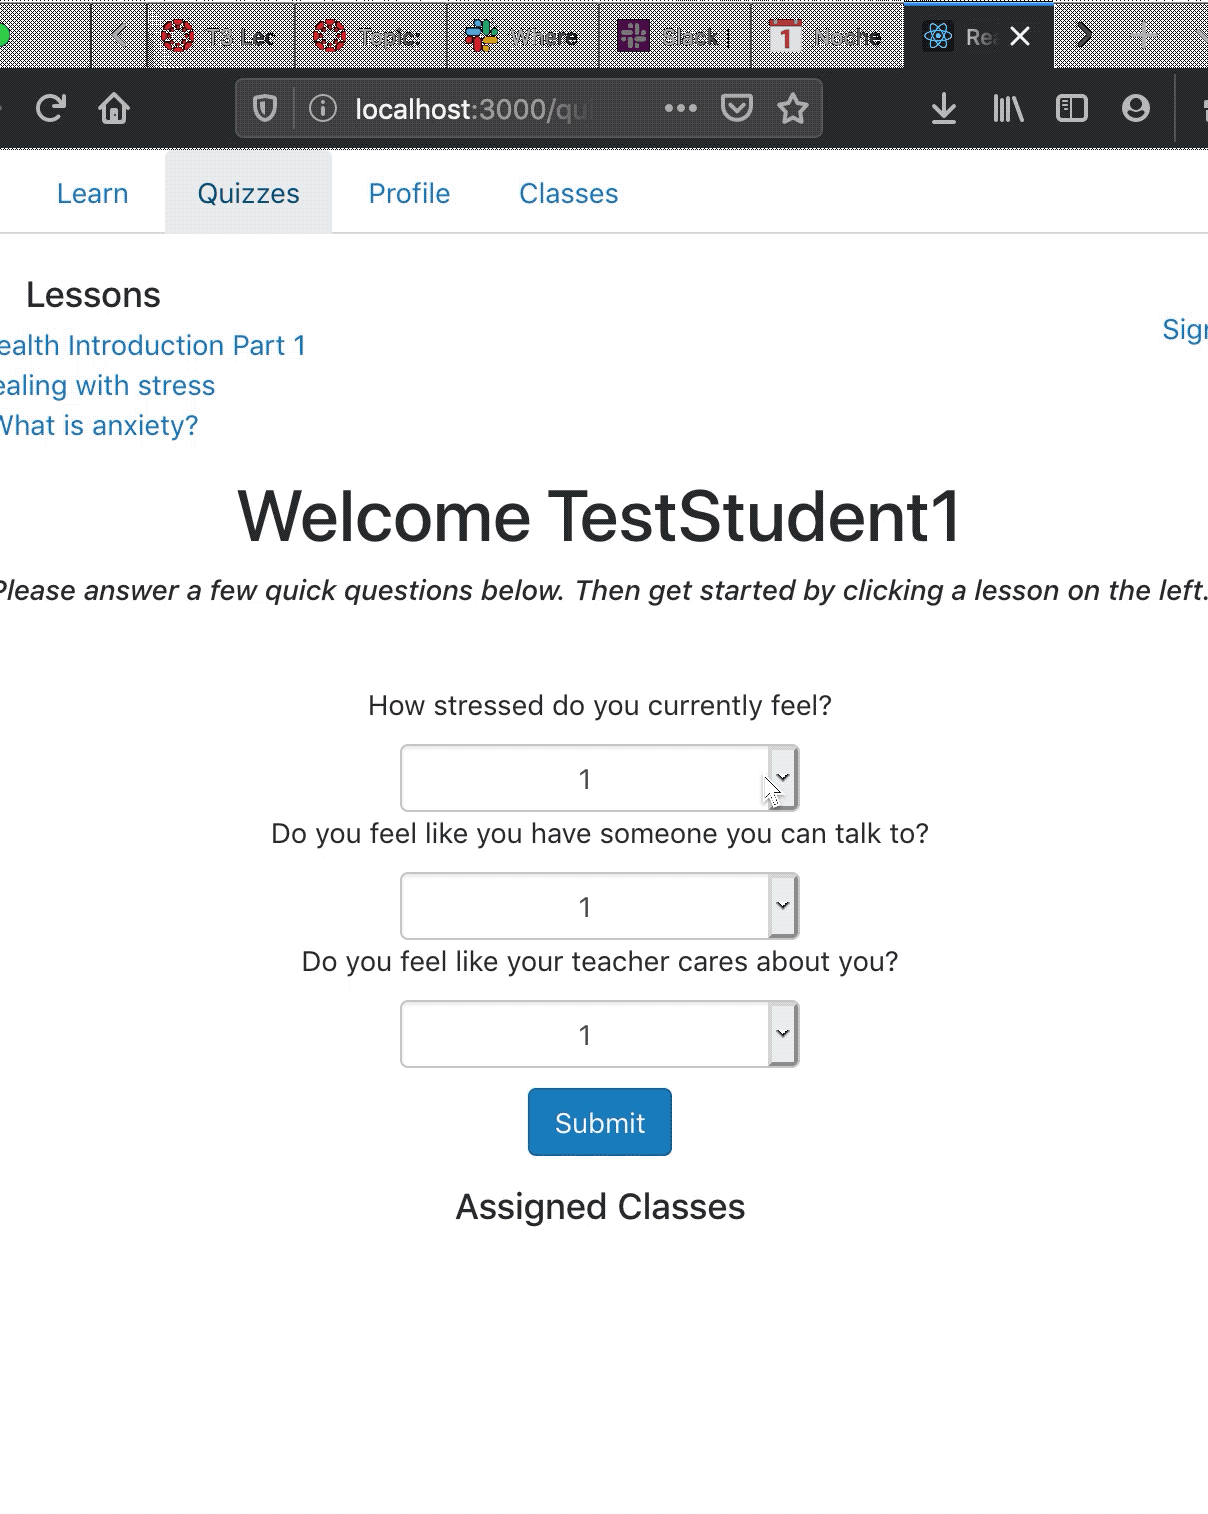 Lec
Topic:
Where
Slack |
Re
localhost:3000/qu
Learn
Quizzes
Profile
Classes
Lessons
ealth Introduction Part 1
Sign
ealing with stress
What is anxiety?
Welcome TestStudent1
Please answer a few quick questions below. Then get started by clicking a lesson on the left.
How stressed do you currently feel?
1
Do you feel like you have someone you can talk to?
1
Do you feel like your teacher cares about you?
1
Submit
Assigned Classes